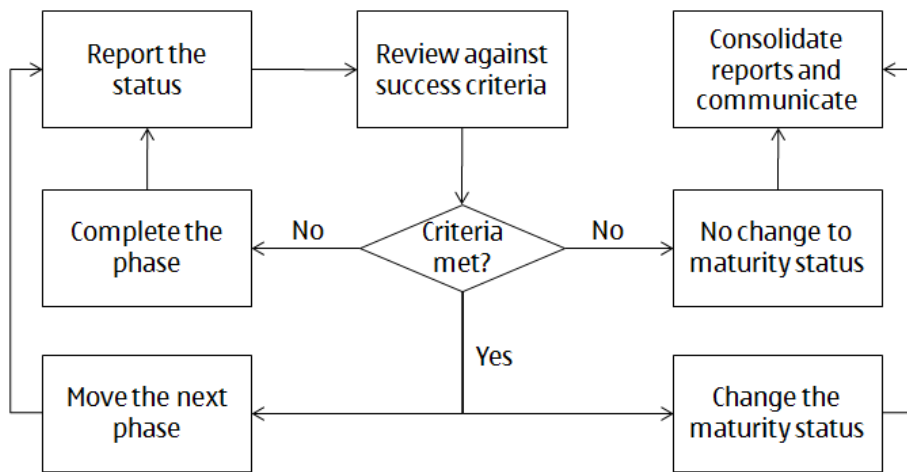 Report the
status
Review against
success criteria
Consolidate
reports and
communicate
Complete the
phase
No
Criteria
met?
No
No change to
maturity status
Yes
Move the next
phase
Change the
maturity status